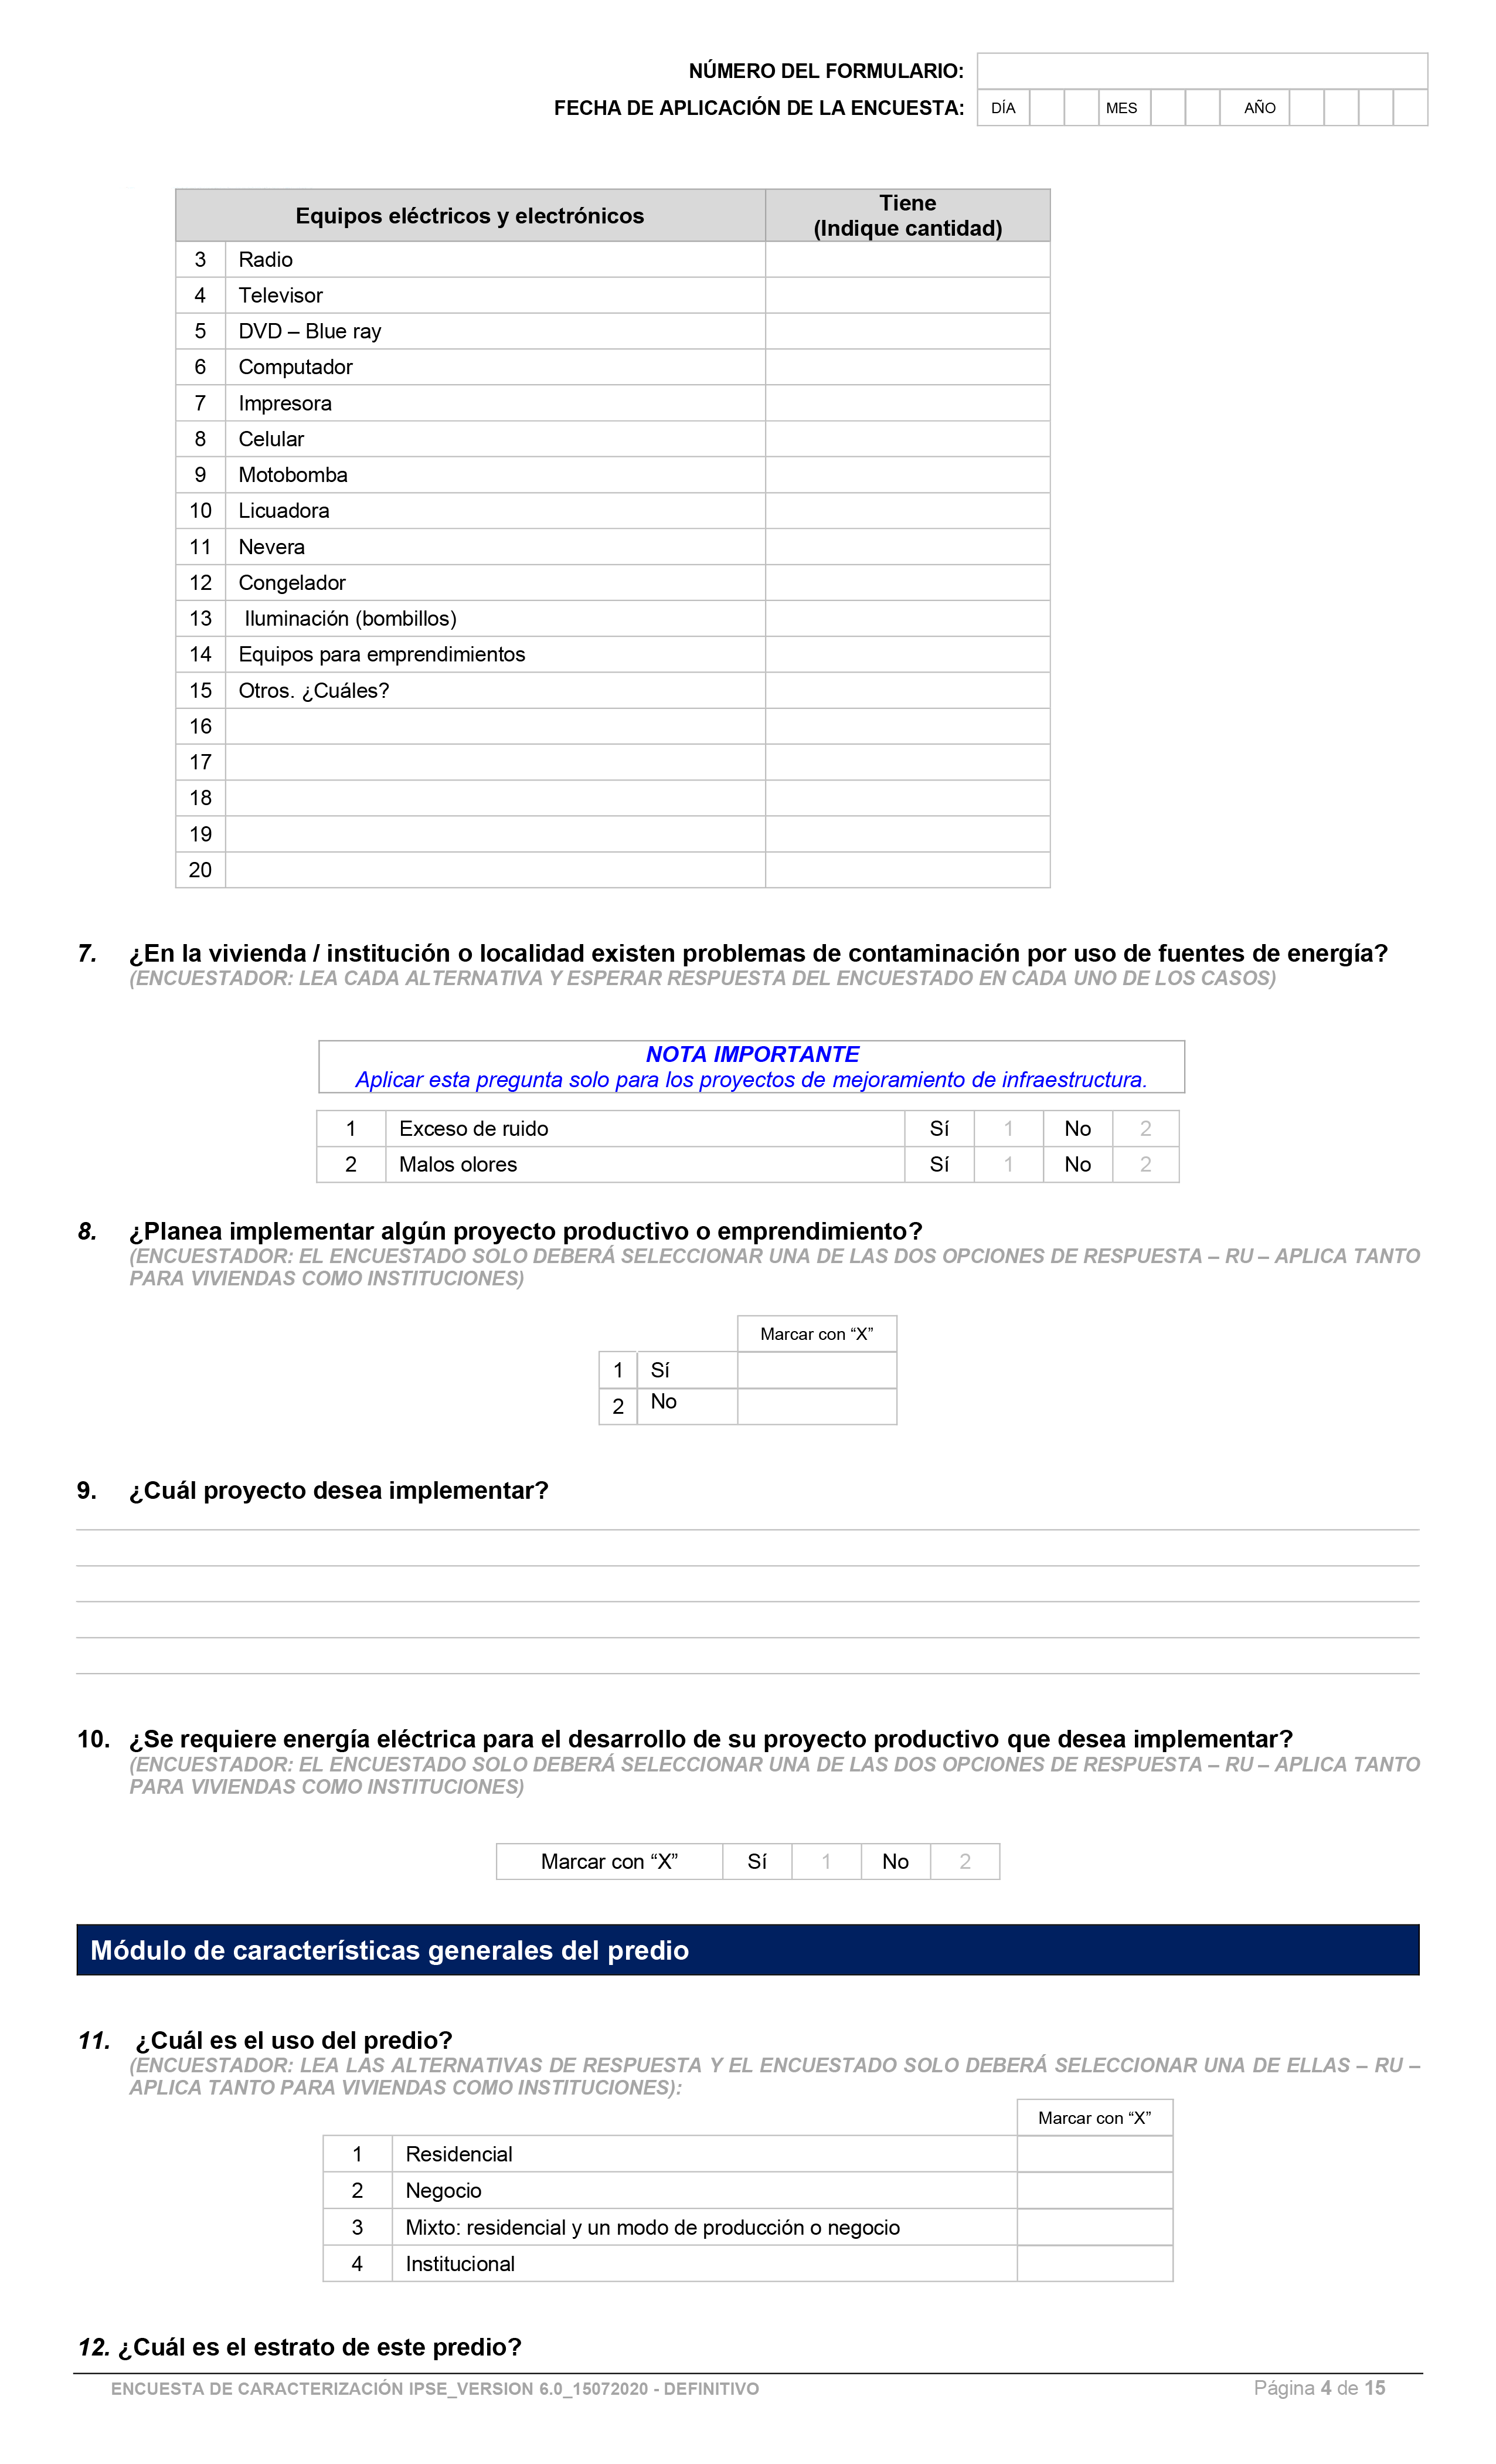 NÚMERO DEL FORMULARIO:
FECHA DE APLICACIÓN DE LA ENCUESTA: DÍA MES AÑO
Equipos eléctricos y electrónicos Tiene
(Indique cantidad)
3 Radio
4 Televisor
5 DVD – Blue ray
6 Computador
7 Impresora
8 Celular
9 Motobomba
10 Licuadora
11 Nevera
12 Congelador
13 Iluminación (bombillos)
14 Equipos para emprendimientos
15 Otros. ¿Cuáles?
16
17
18
19
20
7. ¿En la vivienda / institución o localidad existen problemas de contaminación por uso de fuentes de energía?
(ENCUESTADOR: LEA CADA ALTERNATIVA Y ESPERAR RESPUESTA DEL ENCUESTADO EN CADA UNO DE LOS CASOS)
NOTA IMPORTANTE
Aplicar esta pregunta solo para los proyectos de mejoramiento de infraestructura.
1 Exceso de ruido Sí 1 No 2
2 Malos olores Sí 1 No 2
8. ¿Planea implementar algún proyecto productivo o emprendimiento?
(ENCUESTADOR: EL ENCUESTADO SOLO DEBERÁ SELECCIONAR UNA DE LAS DOS OPCIONES DE RESPUESTA – RU – APLICA TANTO
PARA VIVIENDAS COMO INSTITUCIONES)
Marcar con “X”
1 Sí
2 No
9. ¿Cuál proyecto desea implementar?
10. ¿Se requiere energía eléctrica para el desarrollo de su proyecto productivo que desea implementar?
(ENCUESTADOR: EL ENCUESTADO SOLO DEBERÁ SELECCIONAR UNA DE LAS DOS OPCIONES DE RESPUESTA – RU – APLICA TANTO
PARA VIVIENDAS COMO INSTITUCIONES)
Marcar con “X” Sí 1 No 2
Módulo de características generales del predio
11. ¿Cuál es el uso del predio?
(ENCUESTADOR: LEA LAS ALTERNATIVAS DE RESPUESTA Y EL ENCUESTADO SOLO DEBERÁ SELECCIONAR UNA DE ELLAS – RU –
APLICA TANTO PARA VIVIENDAS COMO INSTITUCIONES):
Marcar con “X”
1 Residencial
2 Negocio
3 Mixto: residencial y un modo de producción o negocio
4 Institucional
12. ¿Cuál es el estrato de este predio?
ENCUESTA DE CARACTERIZACIÓN IPSE_VERSION 6.0_15072020 - DEFINITIVO Página 4 de 15